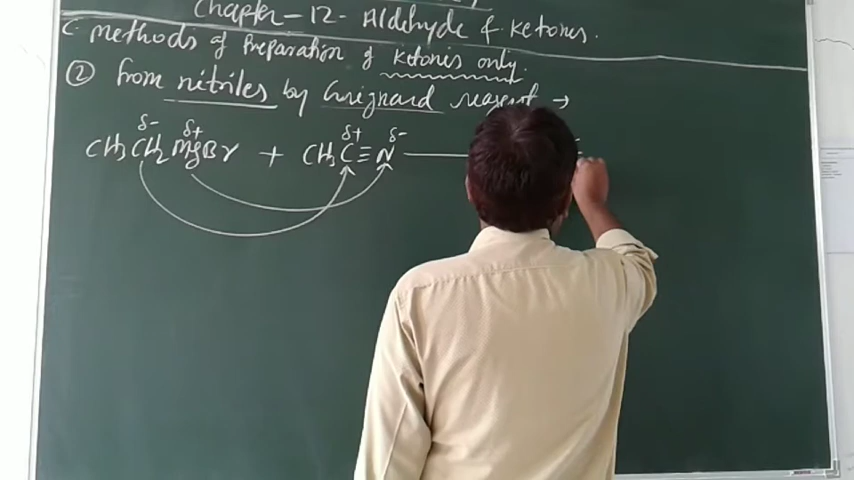 Chapter-12- Aldehyde & Ketones.
C. methods of Preparation of Ketones only.
② from nitriles by Grignard reagent →
δ- δ+ δ+ δ-
CH3CH2MgBr + CH3C≡N